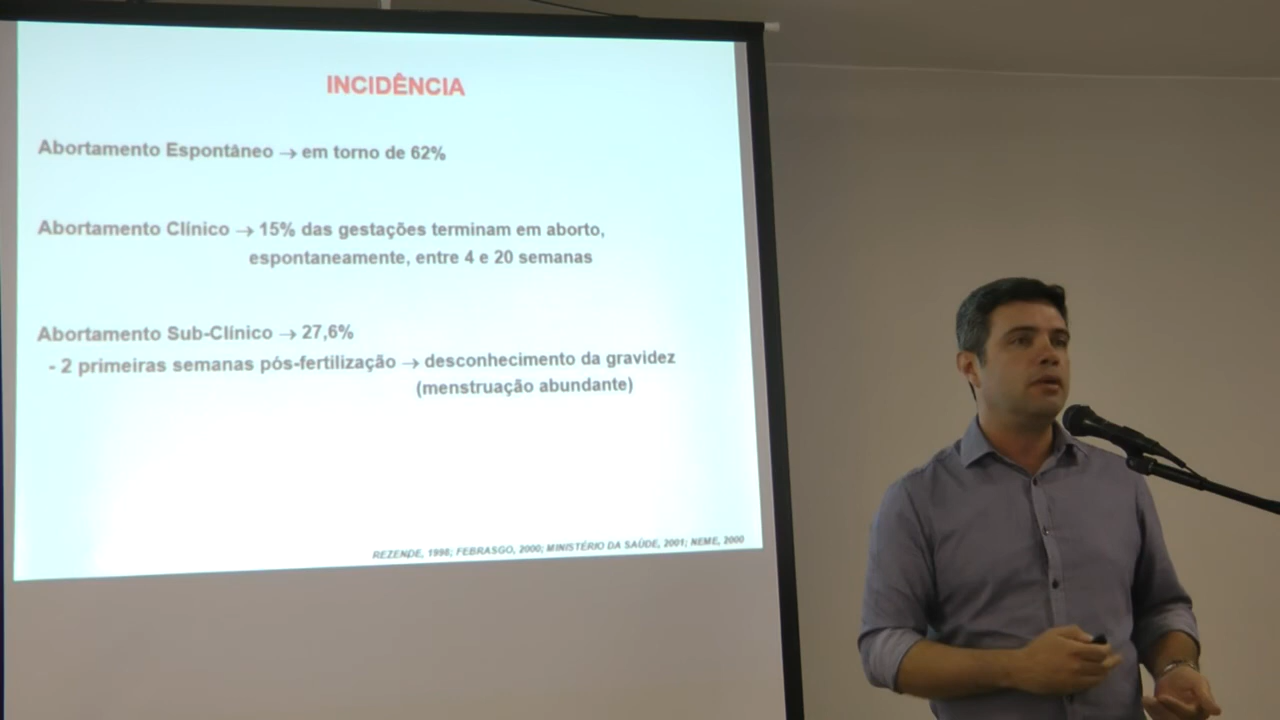 INCIDÊNCIA
Abortamento Espontâneo → em torno de 62%
Abortamento Clínico → 15% das gestações terminam em aborto,
espontaneamente, entre 4 e 20 semanas
Abortamento Sub-Clínico → 27,6%
- 2 primeiras semanas pós-fertilização → desconhecimento da gravidez
(menstruação abundante)
REZENDE, 1998; FEBRASGO, 2000; MINISTÉRIO DA SAÚDE, 2001; NEME, 2000